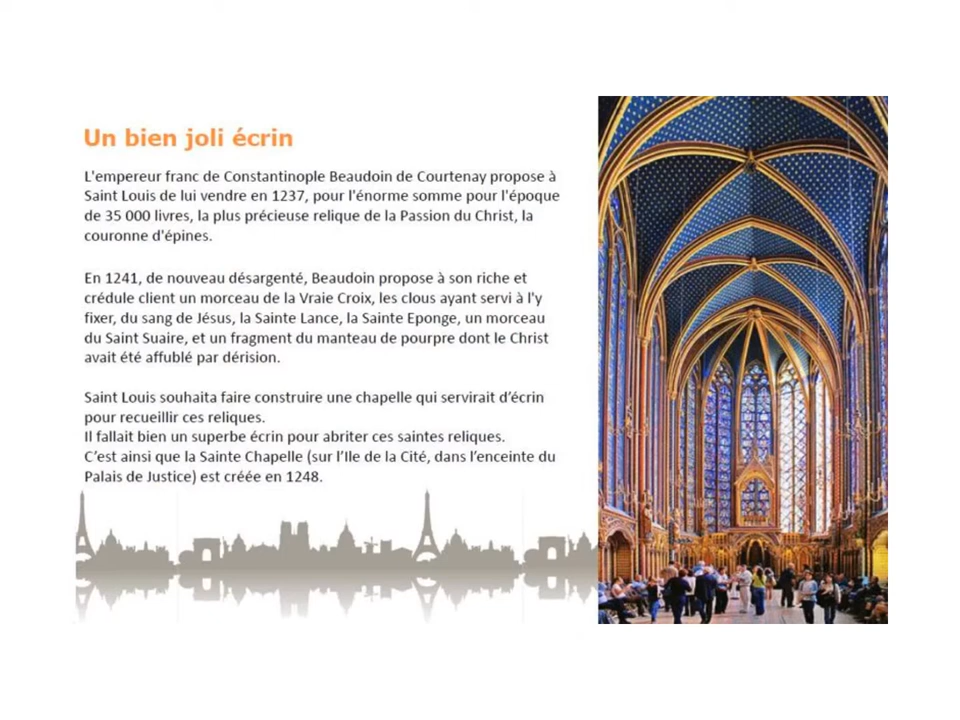 Un bien joli écrin
L'empereur franc de Constantinople Beaudoin de Courtenay propose à
Saint Louis de lui vendre en 1237, pour l'énorme somme pour l'époque
de 35 000 livres, la plus précieuse relique de la Passion du Christ, la
couronne d'épines.
En 1241, de nouveau désargenté, Beaudoin propose à son riche et
crédule client un morceau de la Vraie Croix, les clous ayant servi à l'y
fixer, du sang de Jésus, la Sainte Lance, la Sainte Eponge, un morceau
du Saint Suaire, et un fragment du manteau de pourpre dont le Christ
avait été affublé par dérision.
Saint Louis souhaita faire construire une chapelle qui servirait d’écrin
pour recueillir ces reliques.
Il fallait bien un superbe écrin pour abriter ces saintes reliques.
C’est ainsi que la Sainte Chapelle (sur l’Ile de la Cité, dans l’enceinte du
Palais de Justice) est créée en 1248.